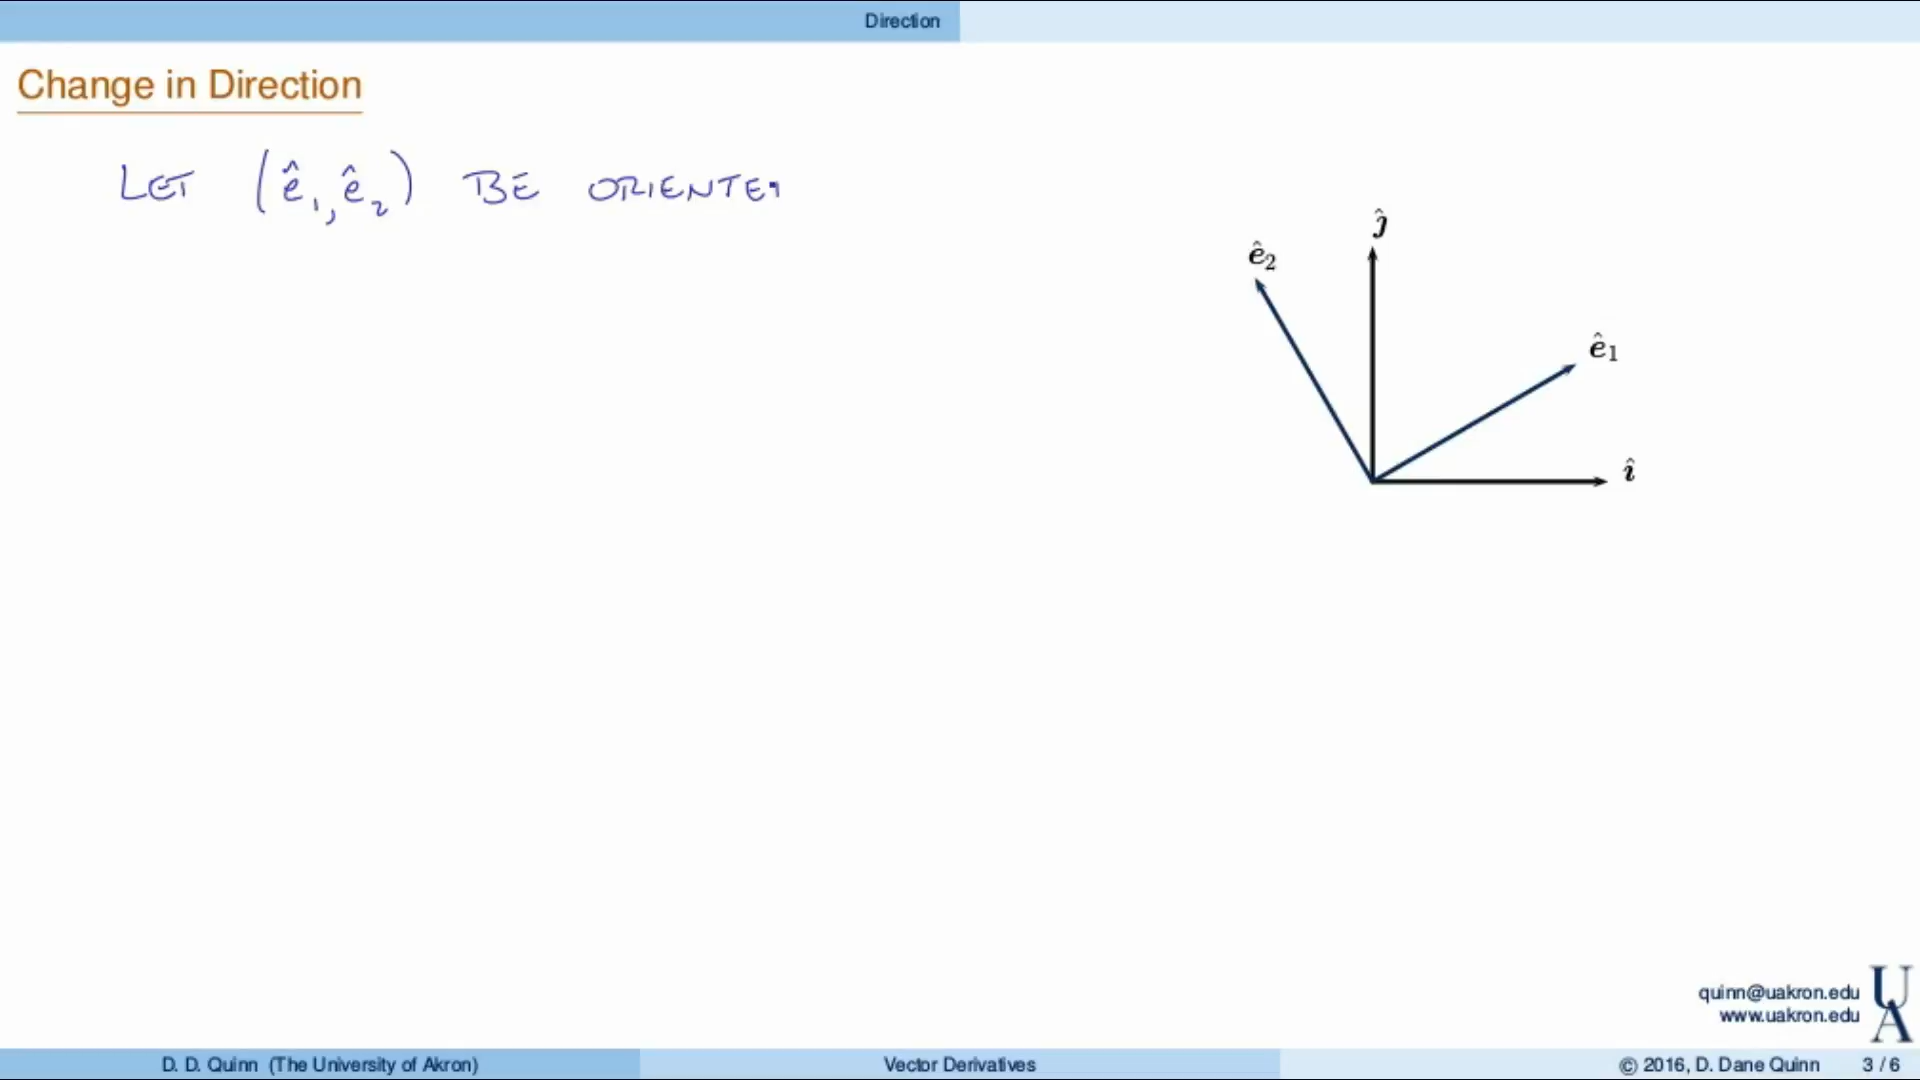 Direction
Change in Direction
LET (ê₁, ê₂) BE ORIENTE
ĵ
ê₂
ê₁
î
quinn@uakron.edu
www.uakron.edu
UA
D. D. Quinn (The University of Akron)
Vector Derivatives
© 2016, D. Dane Quinn 3 / 6